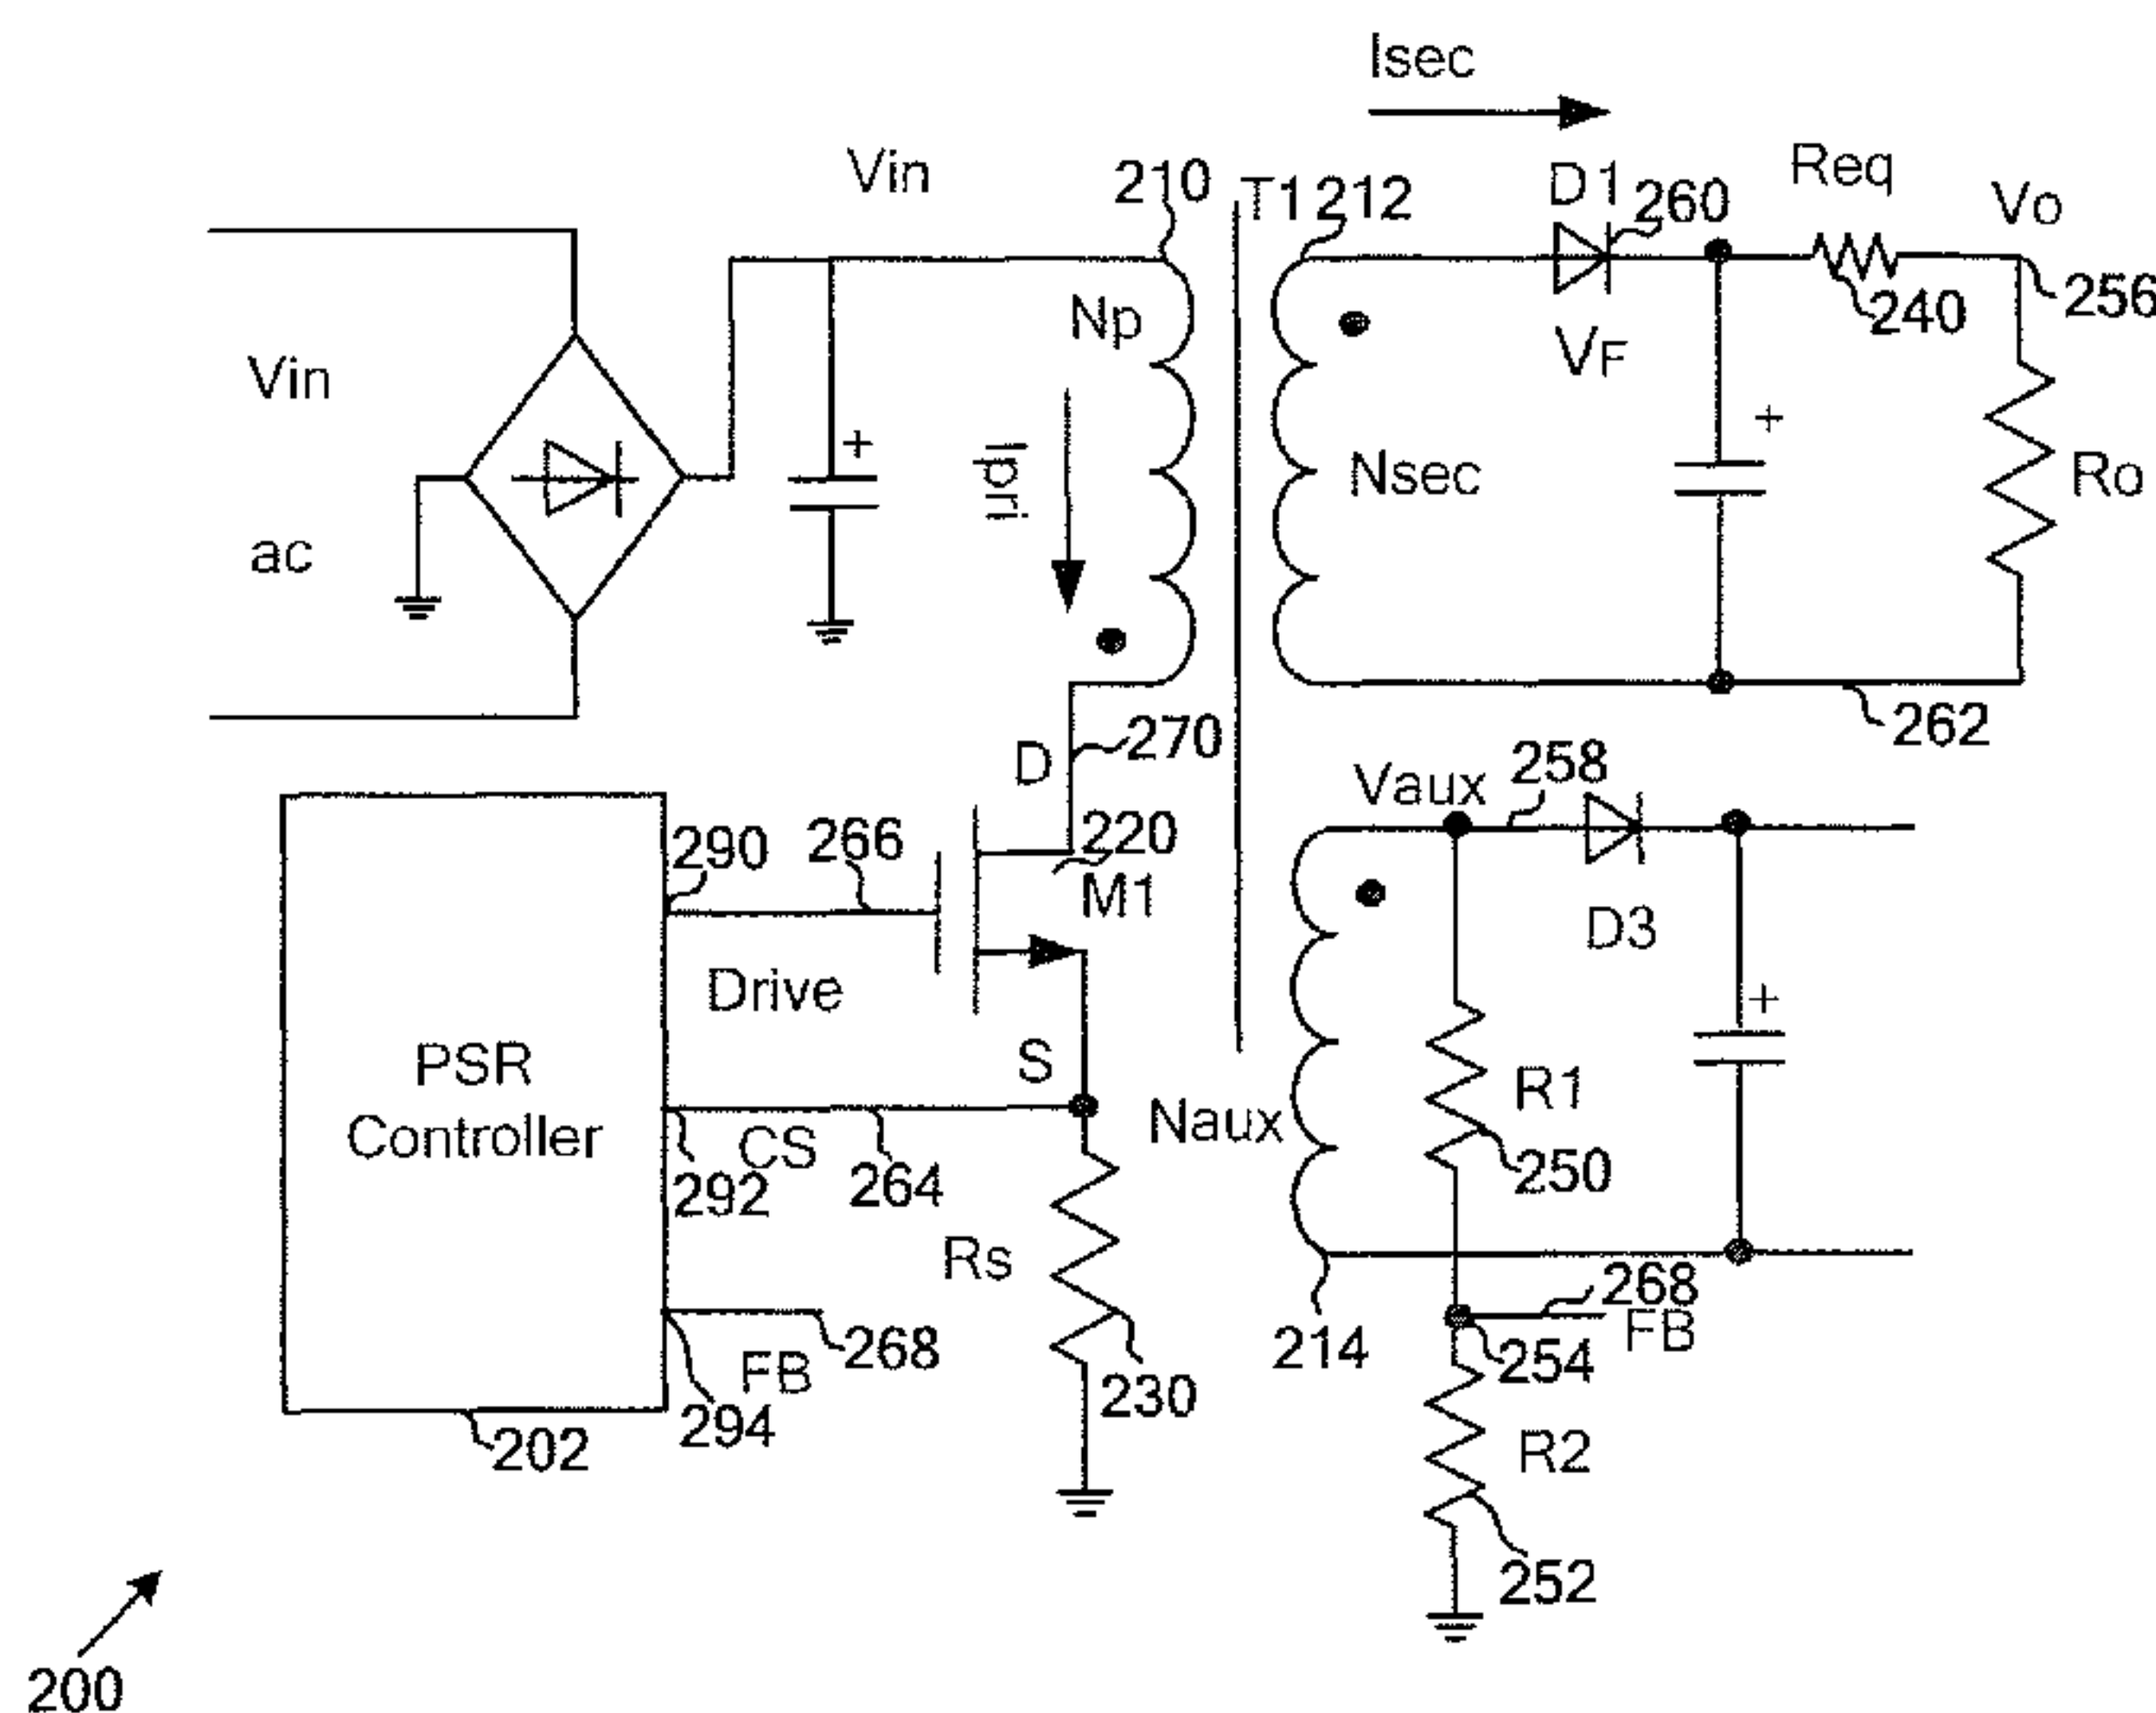 Isec
Vin
210
T1
212
D1
260
Req
Vo
256
240
Vin
Np
VF
+
+
Ipri
Nsec
Ro
ac
262
D
270
Vaux
258
290
266
220
M1
D3
Drive
+
PSR
Controller
S
Naux
R1
250
CS
292
264
Rs
268
FB
254
214
268
FB
294
230
202
R2
252
200